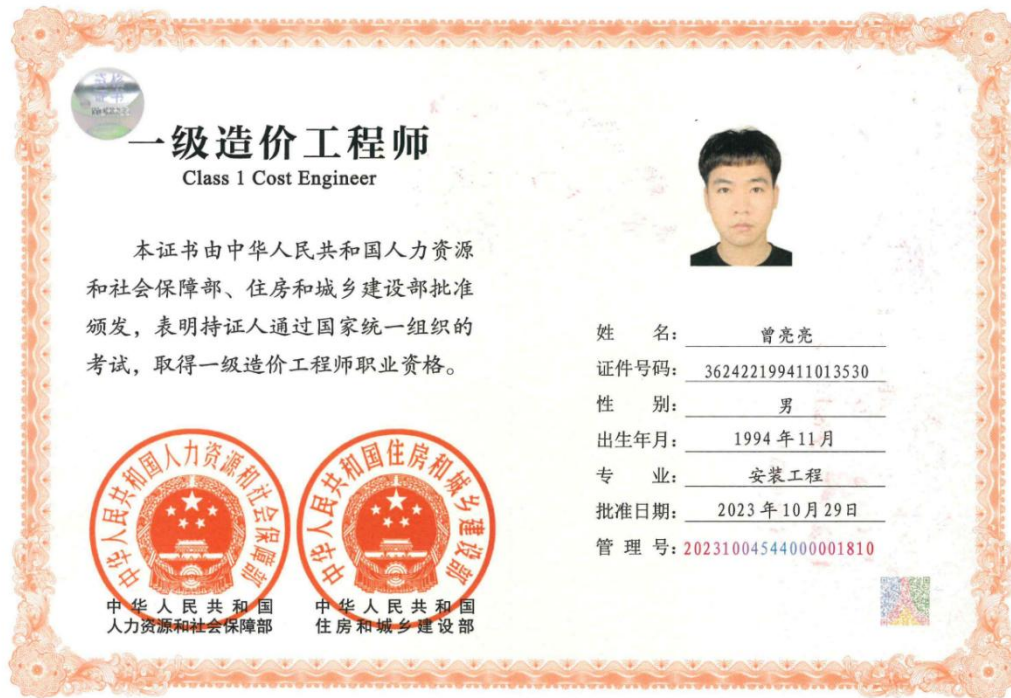 一级造价工程师
Class 1 Cost Engineer
本证书由中华人民共和国人力资源
和社会保障部、住房和城乡建设部批准
颁发，表明持证人通过国家统一组织的
考试，取得一级造价工程师职业资格。
中华人民共和国人力资源和社会保障部
中华人民共和国住房和城乡建设部
中华人民共和国
人力资源和社会保障部
中华人民共和国
住房和城乡建设部
姓 名：曾亮亮
证件号码：362422199411013530
性 别：男
出生年月：1994年11月
专 业：安装工程
批准日期：2023年10月29日
管 理 号：20231004544000001810